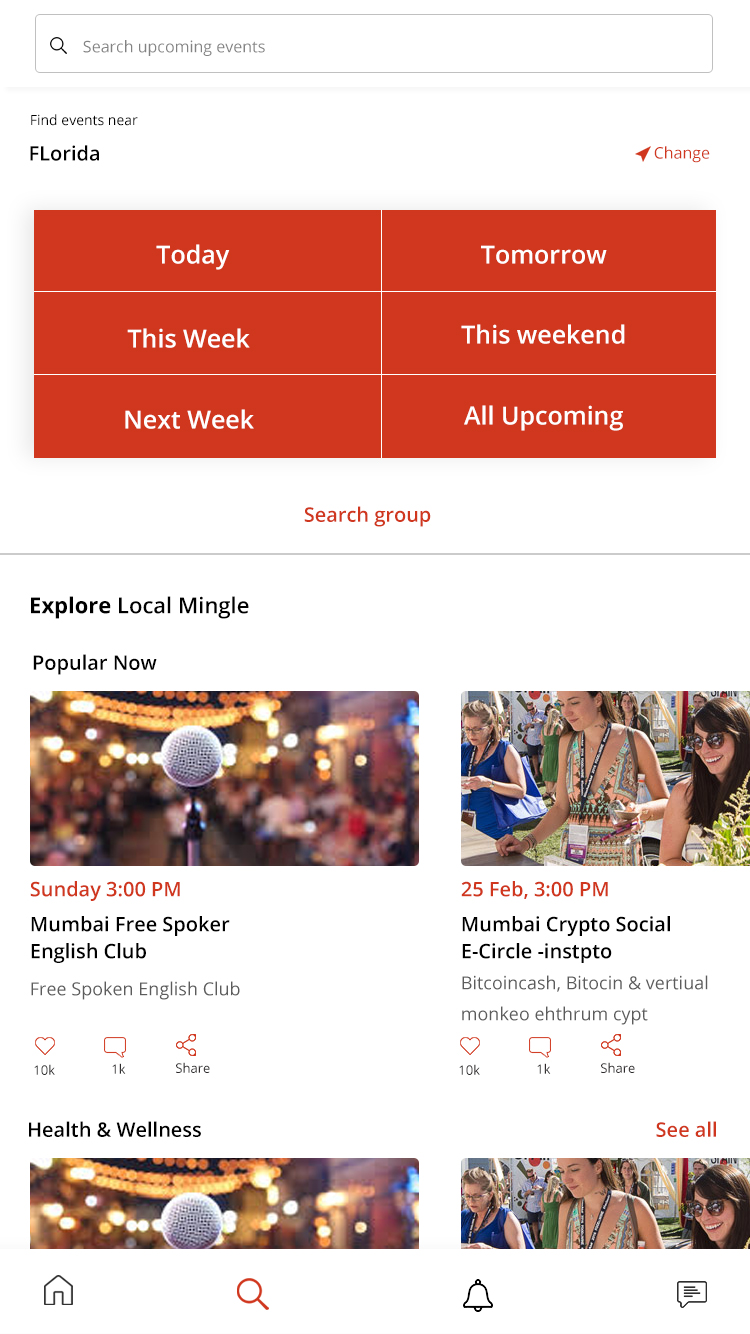 Search upcoming events
Find events near
FLorida
Change
Today
Tomorrow
This Week
This weekend
Next Week
All Upcoming
Search group
Explore Local Mingle
Popular Now
Sunday 3:00 PM
Mumbai Free Spoker
English Club
Free Spoken English Club
10k
1k
Share
25 Feb, 3:00 PM
Mumbai Crypto Social
E-Circle -instpto
Bitcoincash, Bitocin & vertiual
monkeo ehthrum cypt
10k
1k
Share
Health & Wellness
See all